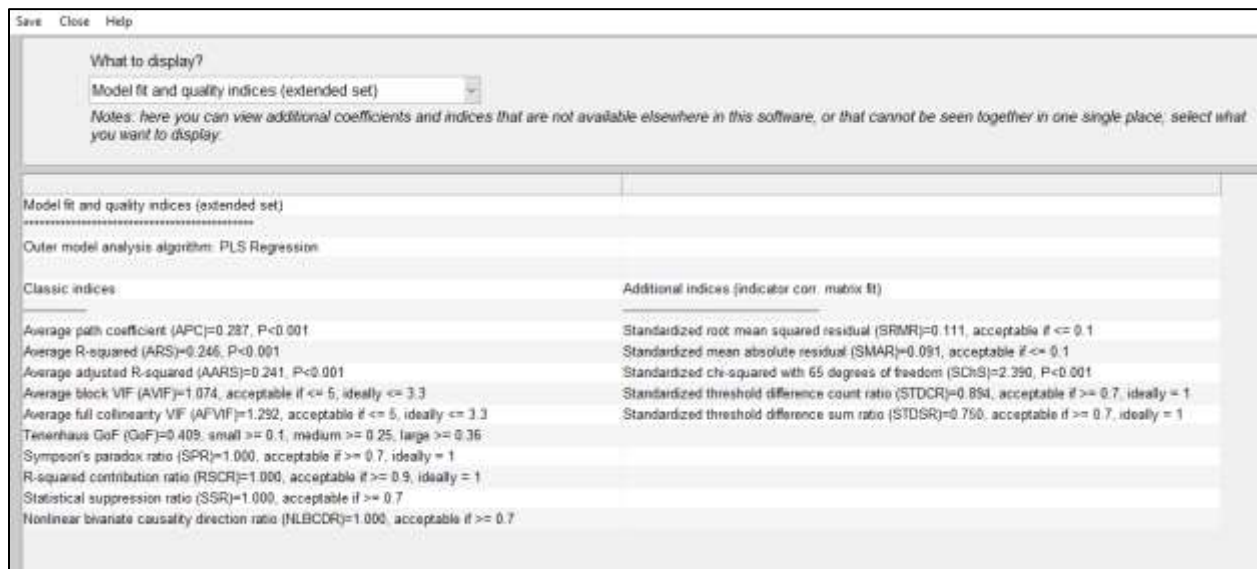 Save Close Help
What to display?
Model fit and quality indices (extended set)
Notes: here you can view additional coefficients and indices that are not available elsewhere in this software, or that cannot be seen together in one single place; select what
you want to display.
Model fit and quality indices (extended set)
**************************************************
Outer model analysis algorithm: PLS Regression
Classic indices
Additional indices (indicator corr. matrix fit)
Average path coefficient (APC)=0.287, P<0.001
Standardized root mean squared residual (SRMR)=0.111, acceptable if <= 0.1
Average R-squared (ARS)=0.246, P<0.001
Standardized mean absolute residual (SMAR)=0.091, acceptable if <= 0.1
Average adjusted R-squared (AARS)=0.241, P<0.001
Standardized chi-squared with 65 degrees of freedom (SChS)=2.390, P<0.001
Average block VIF (AVIF)=1.074, acceptable if <= 5, ideally <= 3.3
Standardized threshold difference count ratio (STDCR)=0.894, acceptable if >= 0.7, ideally = 1
Average full collinearity VIF (AFVIF)=1.292, acceptable if <= 5, ideally <= 3.3
Standardized threshold difference sum ratio (STDSR)=0.750, acceptable if >= 0.7, ideally = 1
Tenenhaus GoF (GoF)=0.409, small >= 0.1, medium >= 0.25, large >= 0.36
Sympson's paradox ratio (SPR)=1.000, acceptable if >= 0.7, ideally = 1
R-squared contribution ratio (RSCR)=1.000, acceptable if >= 0.9, ideally = 1
Statistical suppression ratio (SSR)=1.000, acceptable if >= 0.7
Nonlinear bivariate causality direction ratio (NLBCDR)=1.000, acceptable if >= 0.7